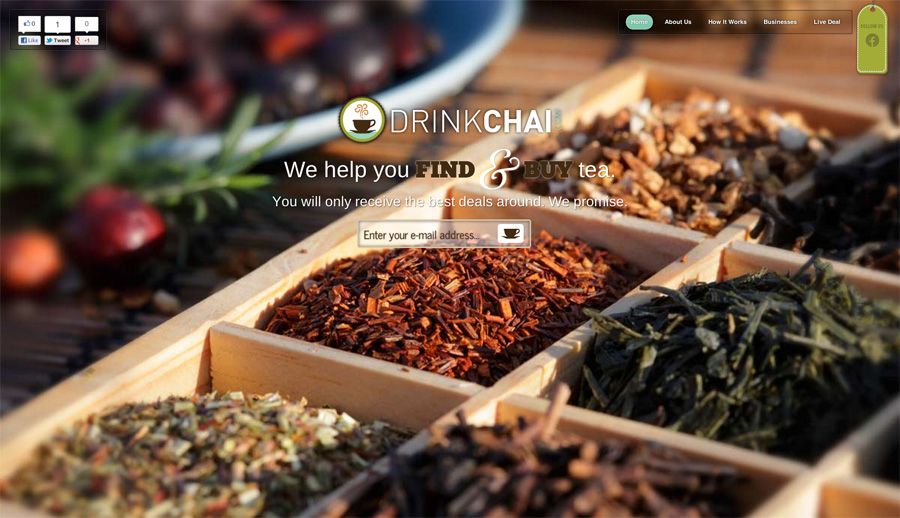 0 1 0
Like Tweet +1
Home About Us How It Works Businesses Live Deal
FOLLOW US
DRINKCHAI
We help you FIND & BUY tea.
You will only receive the best deals around. We promise.
Enter your e-mail address...